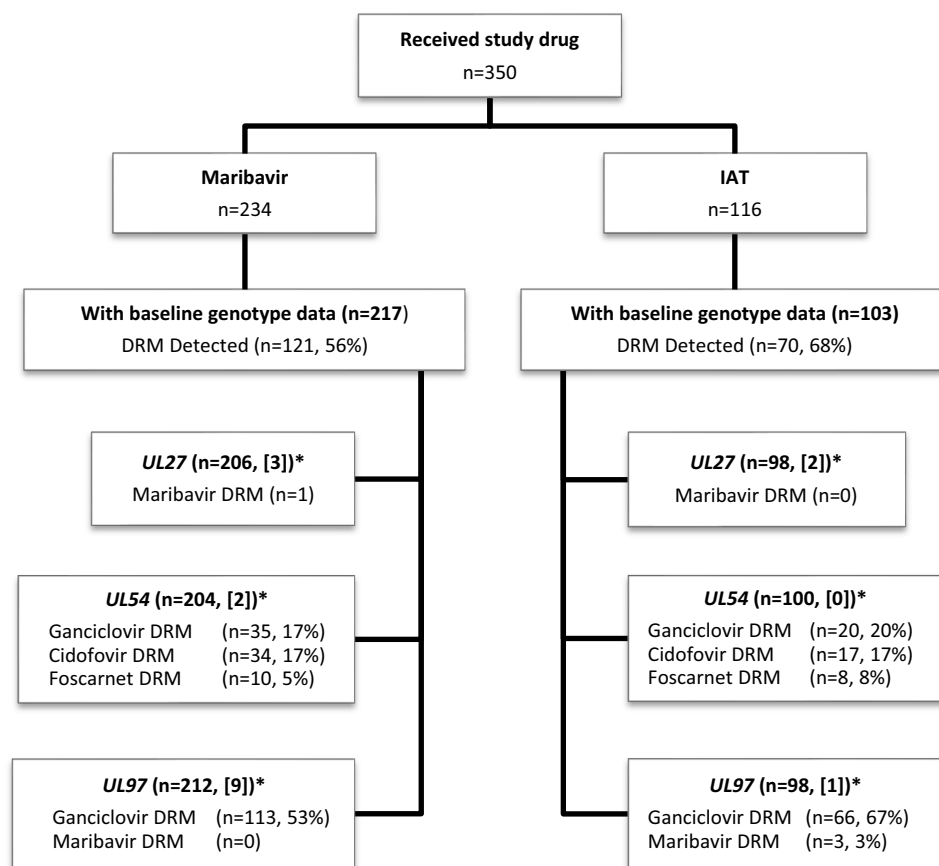 Received study drug
n=350
Maribavir
n=234
IAT
n=116
With baseline genotype data (n=217)
DRM Detected (n=121, 56%)
With baseline genotype data (n=103)
DRM Detected (n=70, 68%)
UL27 (n=206, [3])*
Maribavir DRM (n=1)
UL27 (n=98, [2])*
Maribavir DRM (n=0)
UL54 (n=204, [2])*
Ganciclovir DRM (n=35, 17%)
Cidofovir DRM (n=34, 17%)
Foscarnet DRM (n=10, 5%)
UL54 (n=100, [0])*
Ganciclovir DRM (n=20, 20%)
Cidofovir DRM (n=17, 17%)
Foscarnet DRM (n=8, 8%)
UL97 (n=212, [9])*
Ganciclovir DRM (n=113, 53%)
Maribavir DRM (n=0)
UL97 (n=98, [1])*
Ganciclovir DRM (n=66, 67%)
Maribavir DRM (n=3, 3%)